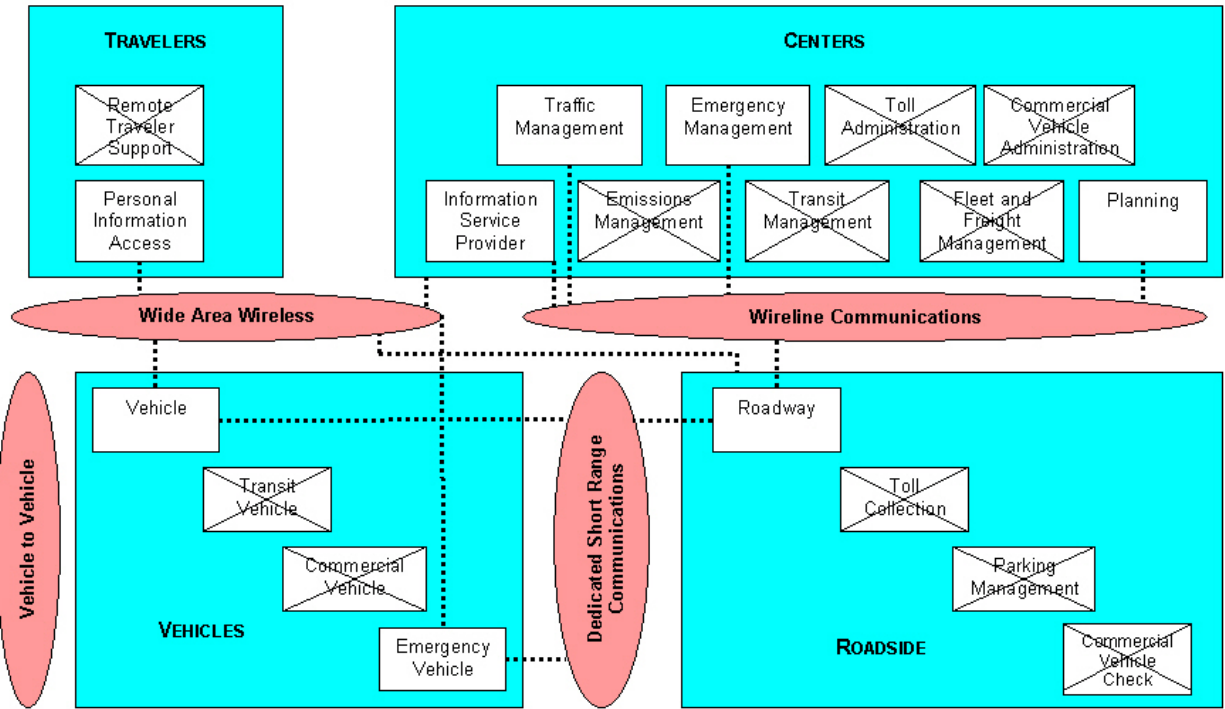 TRAVELERS
Remote
Traveler
Support
Personal
Information
Access
CENTERS
Traffic
Management
Emergency
Management
Toll
Administration
Commercial
Vehicle
Administration
Information
Service
Provider
Emissions
Management
Transit
Management
Fleet and
Freight
Management
Planning
Wide Area Wireless
Wireline Communications
Vehicle to Vehicle
Vehicle
Transit
Vehicle
Commercial
Vehicle
Emergency
Vehicle
VEHICLES
Dedicated Short Range
Communications
Roadway
Toll
Collection
Parking
Management
Commercial
Vehicle
Check
ROADSIDE